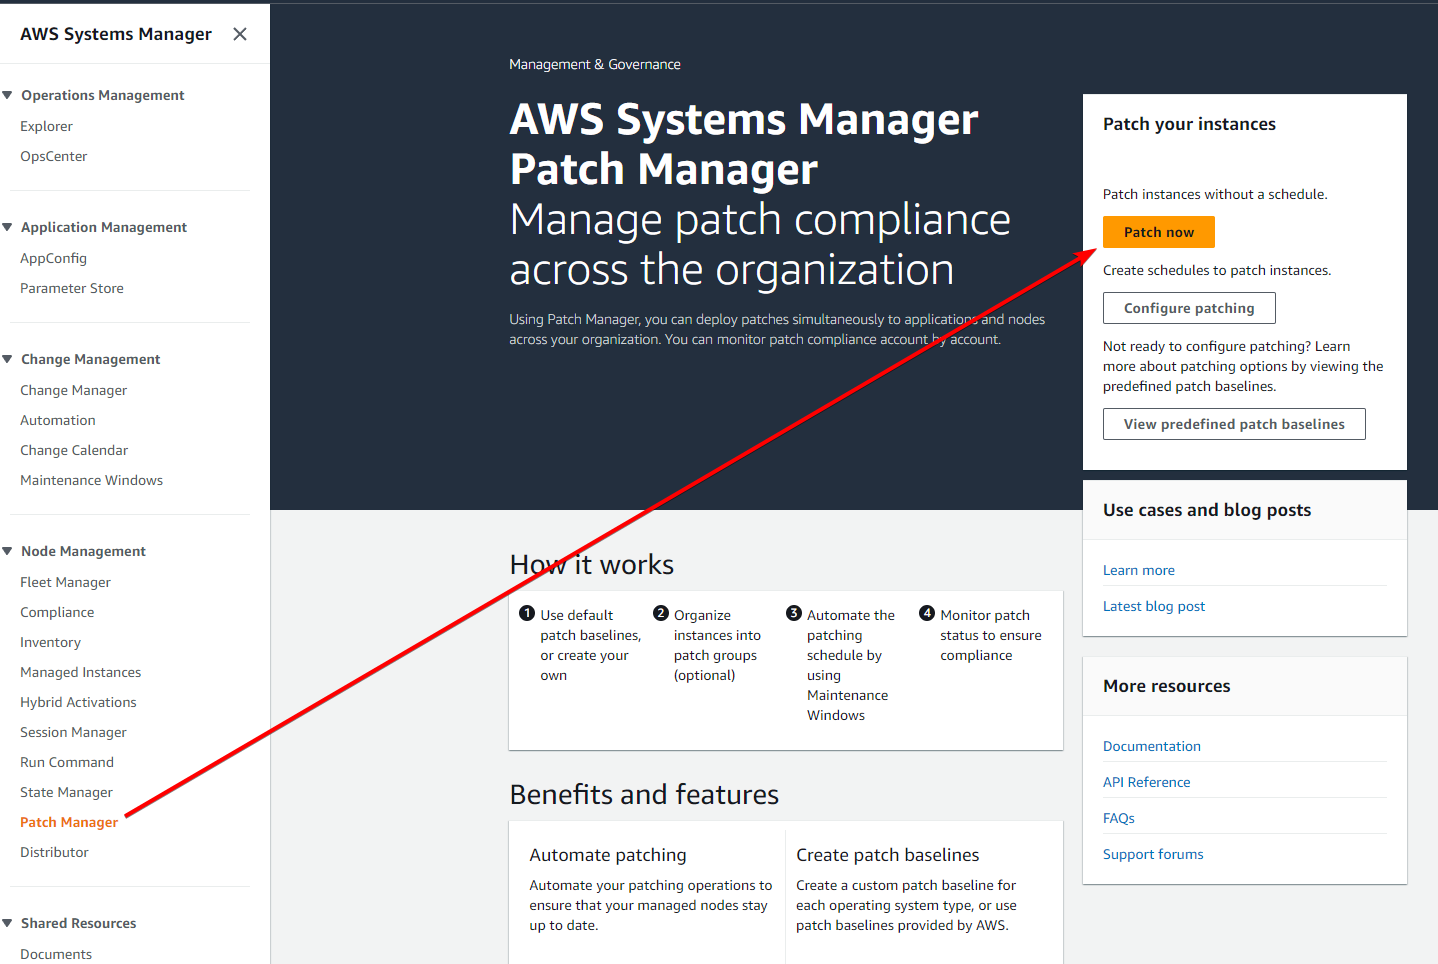 AWS Systems Manager
Operations Management
Explorer
OpsCenter
Application Management
AppConfig
Parameter Store
Change Management
Change Manager
Automation
Change Calendar
Maintenance Windows
Node Management
Fleet Manager
Compliance
Inventory
Managed Instances
Hybrid Activations
Session Manager
Run Command
State Manager
Patch Manager
Distributor
Shared Resources
Documents
Management & Governance
AWS Systems Manager
Patch Manager
Manage patch compliance
across the organization
Using Patch Manager, you can deploy patches simultaneously to applications and nodes
across your organization. You can monitor patch compliance account by account.
Patch your instances
Patch instances without a schedule.
Patch now
Create schedules to patch instances.
Configure patching
Not ready to configure patching? Learn
more about patching options by viewing the
predefined patch baselines.
View predefined patch baselines
Use cases and blog posts
Learn more
Latest blog post
More resources
Documentation
API Reference
FAQs
Support forums
How it works
1 Use default
patch baselines,
or create your
own
2 Organize
instances into
patch groups
(optional)
3 Automate the
patching
schedule by
using
Maintenance
Windows
4 Monitor patch
status to ensure
compliance
Benefits and features
Automate patching
Automate your patching operations to
ensure that your managed nodes stay
up to date.
Create patch baselines
Create a custom patch baseline for
each operating system type, or use
patch baselines provided by AWS.